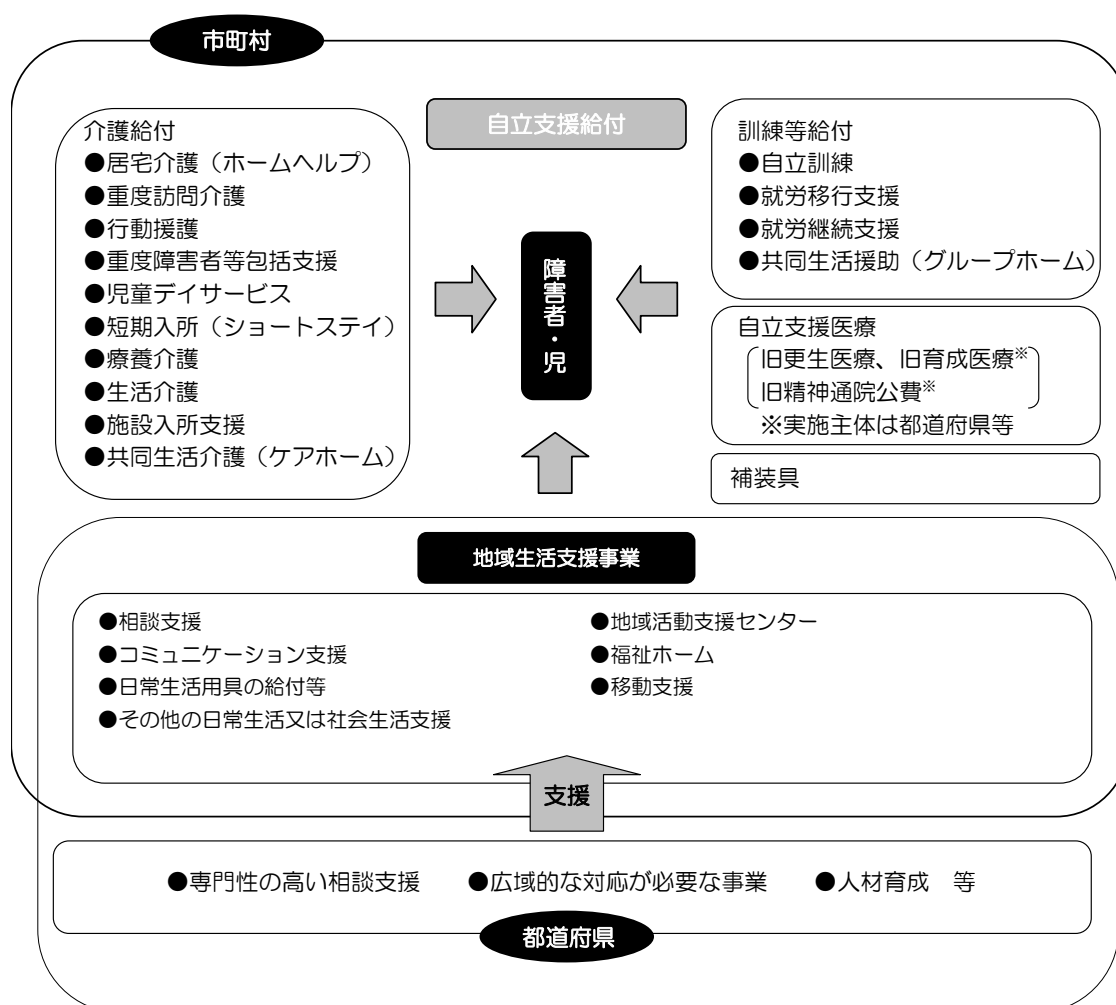 市町村
自立支援給付
介護給付
●居宅介護（ホームヘルプ）
●重度訪問介護
●行動援護
●重度障害者等包括支援
●児童デイサービス
●短期入所（ショートステイ）
●療養介護
●生活介護
●施設入所支援
●共同生活介護（ケアホーム）
障害者・児
訓練等給付
●自立訓練
●就労移行支援
●就労継続支援
●共同生活援助（グループホーム）
自立支援医療
旧更生医療、旧育成医療※
旧精神通院公費※
※実施主体は都道府県等
補装具
地域生活支援事業
●相談支援
●コミュニケーション支援
●日常生活用具の給付等
●その他の日常生活又は社会生活支援
●地域活動支援センター
●福祉ホーム
●移動支援
支援
●専門性の高い相談支援　●広域的な対応が必要な事業　●人材育成　等
都道府県